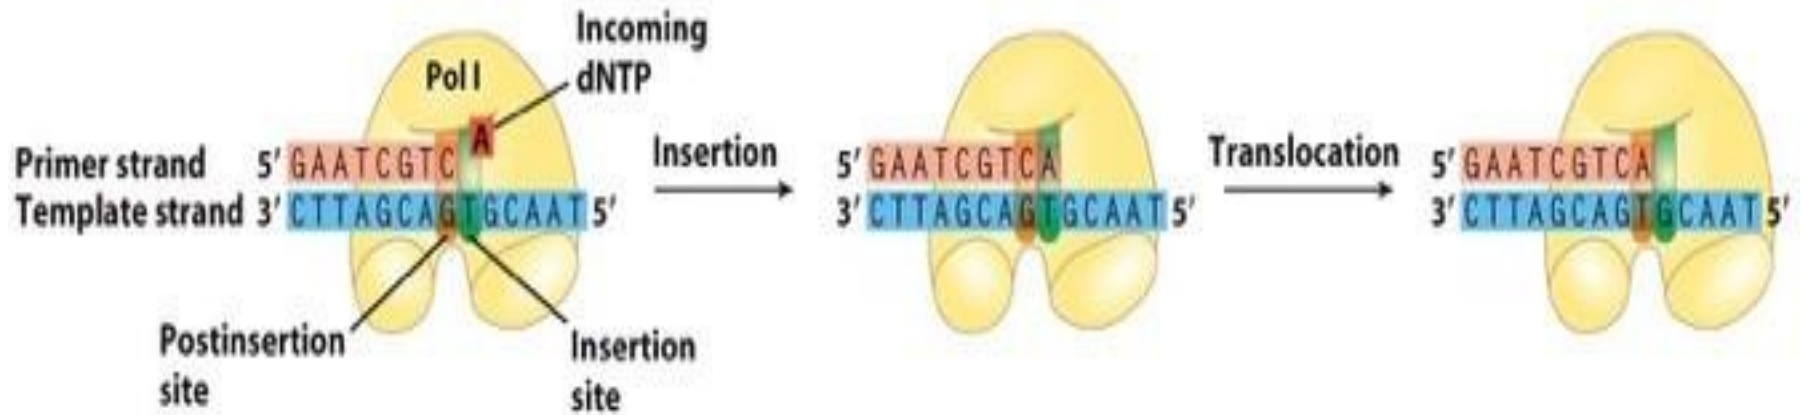 Incoming
dNTP
Pol I
A
Primer strand 5' GAATCGTC
Template strand 3' CTTAGCAGTGCAAT 5'
Postinsertion
site
Insertion
site
Insertion
5' GAATCGTCA
3' CTTAGCAGTGCAAT 5'
Translocation
5' GAATCGTCA
3' CTTAGCAGTGCAAT 5'